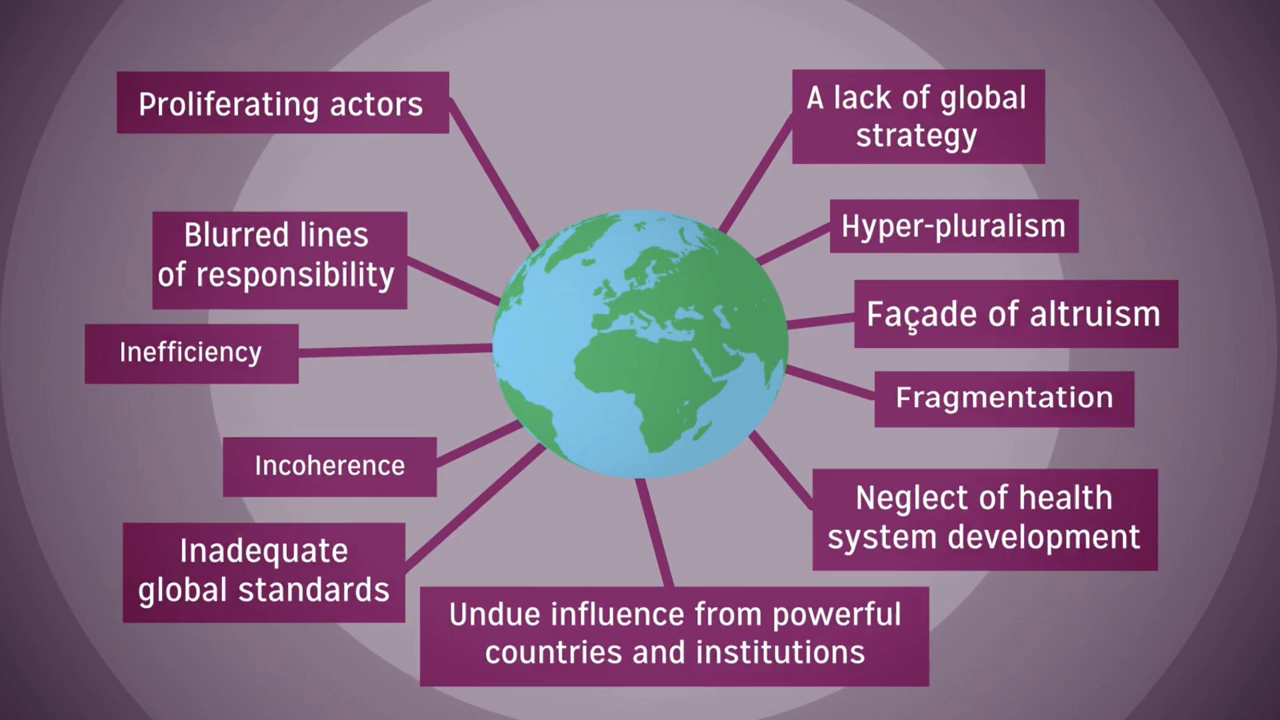 Proliferating actors
Blurred lines
of responsibility
Inefficiency
Incoherence
Inadequate
global standards
Undue influence from powerful
countries and institutions
A lack of global
strategy
Hyper-pluralism
Façade of altruism
Fragmentation
Neglect of health
system development